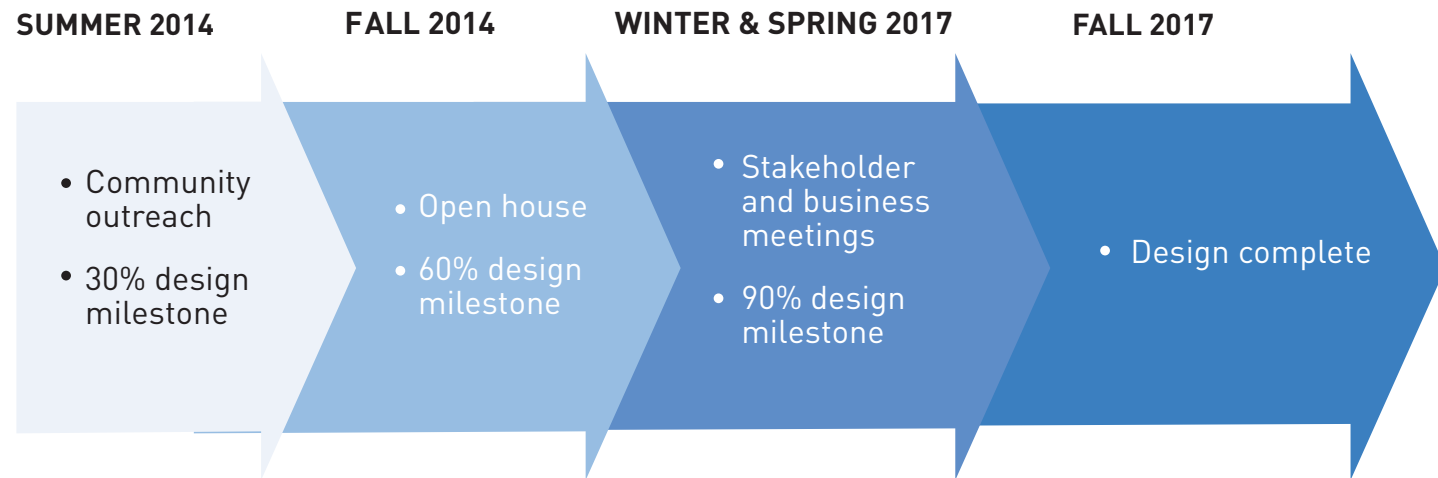 SUMMER 2014
• Community
outreach
• 30% design
milestone
FALL 2014
• Open house
• 60% design
milestone
WINTER & SPRING 2017
• Stakeholder
and business
meetings
• 90% design
milestone
FALL 2017
• Design complete